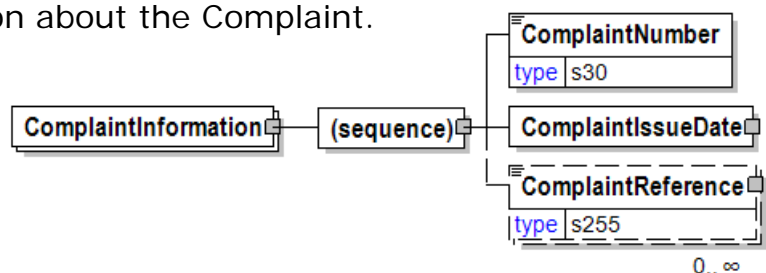 on about the Complaint.
ComplaintNumber
type s30
ComplaintInformation
(sequence)
ComplaintIssueDate
ComplaintReference
type s255
0..∞